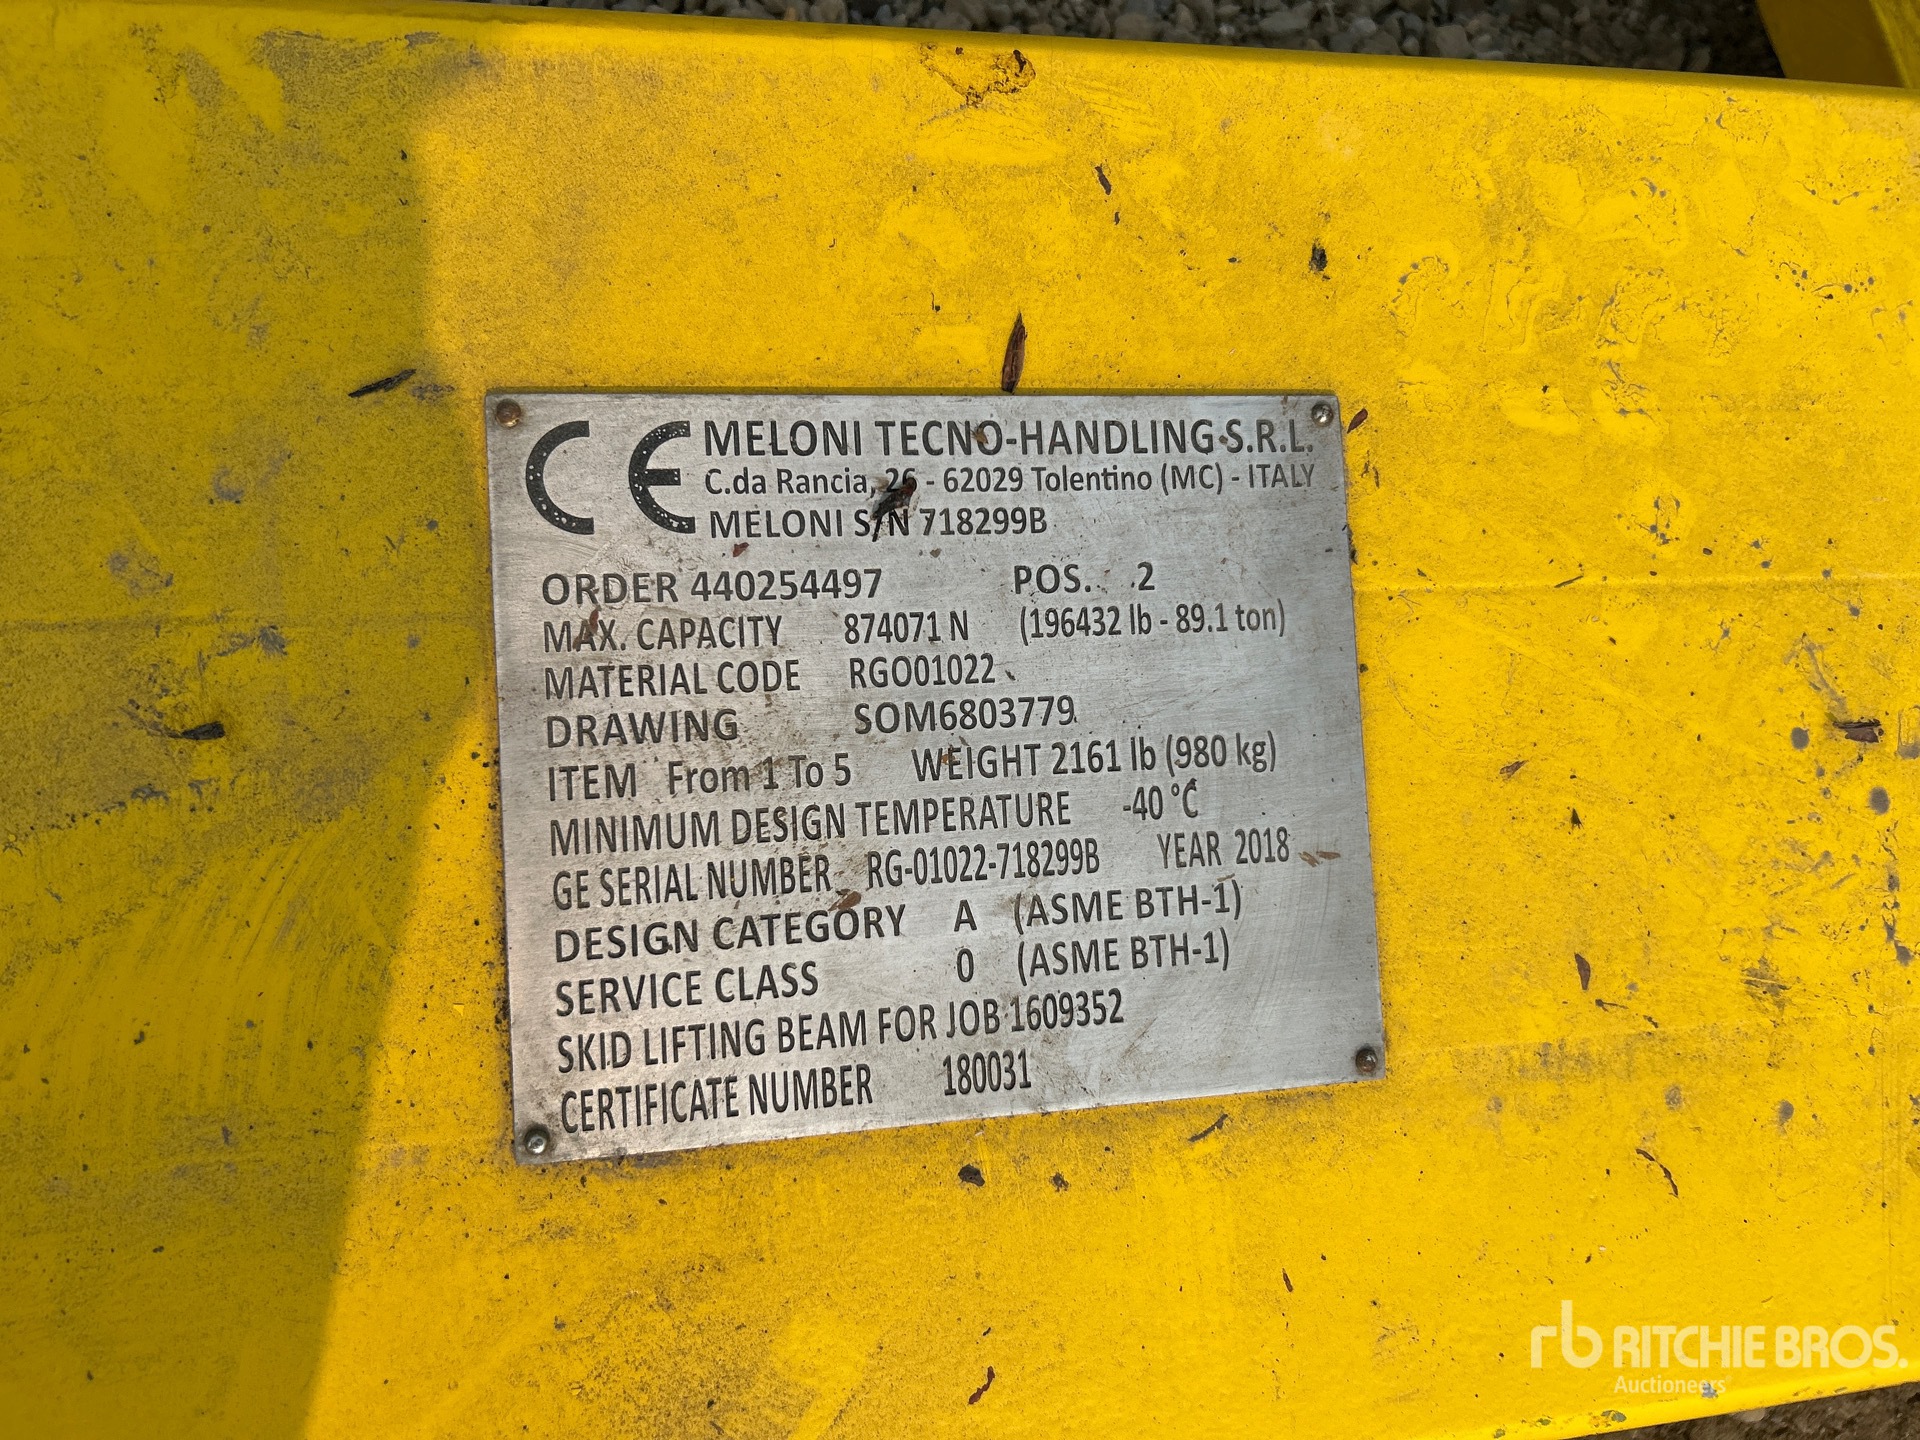 CE MELONI TECNO-HANDLING S.R.L.
C.da Rancia, 26 - 62029 Tolentino (MC) - ITALY
MELONI S/N 718299B
ORDER 440254497 POS. 2
MAX. CAPACITY 874071 N (196432 lb - 89.1 ton)
MATERIAL CODE RGO01022
DRAWING SOM6803779
ITEM From 1 To 5 WEIGHT 2161 lb (980 kg)
MINIMUM DESIGN TEMPERATURE -40 °C
GE SERIAL NUMBER RG-01022-718299B YEAR 2018
DESIGN CATEGORY A (ASME BTH-1)
SERVICE CLASS 0 (ASME BTH-1)
SKID LIFTING BEAM FOR JOB 1609352
CERTIFICATE NUMBER 180031
rb RITCHIE BROS.
Auctioneers